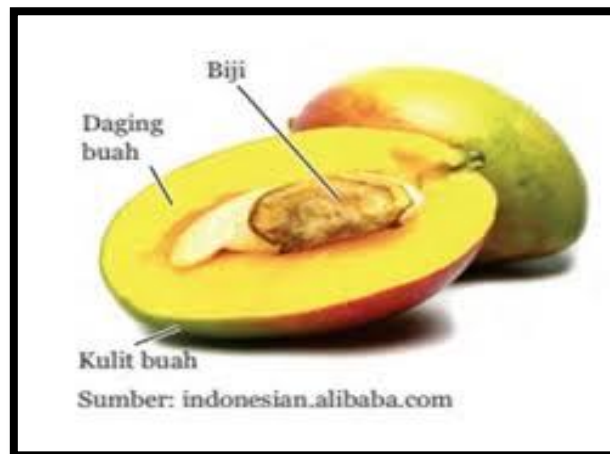 Biji
Daging
buah
Kulit buah
Sumber: indonesian.alibaba.com